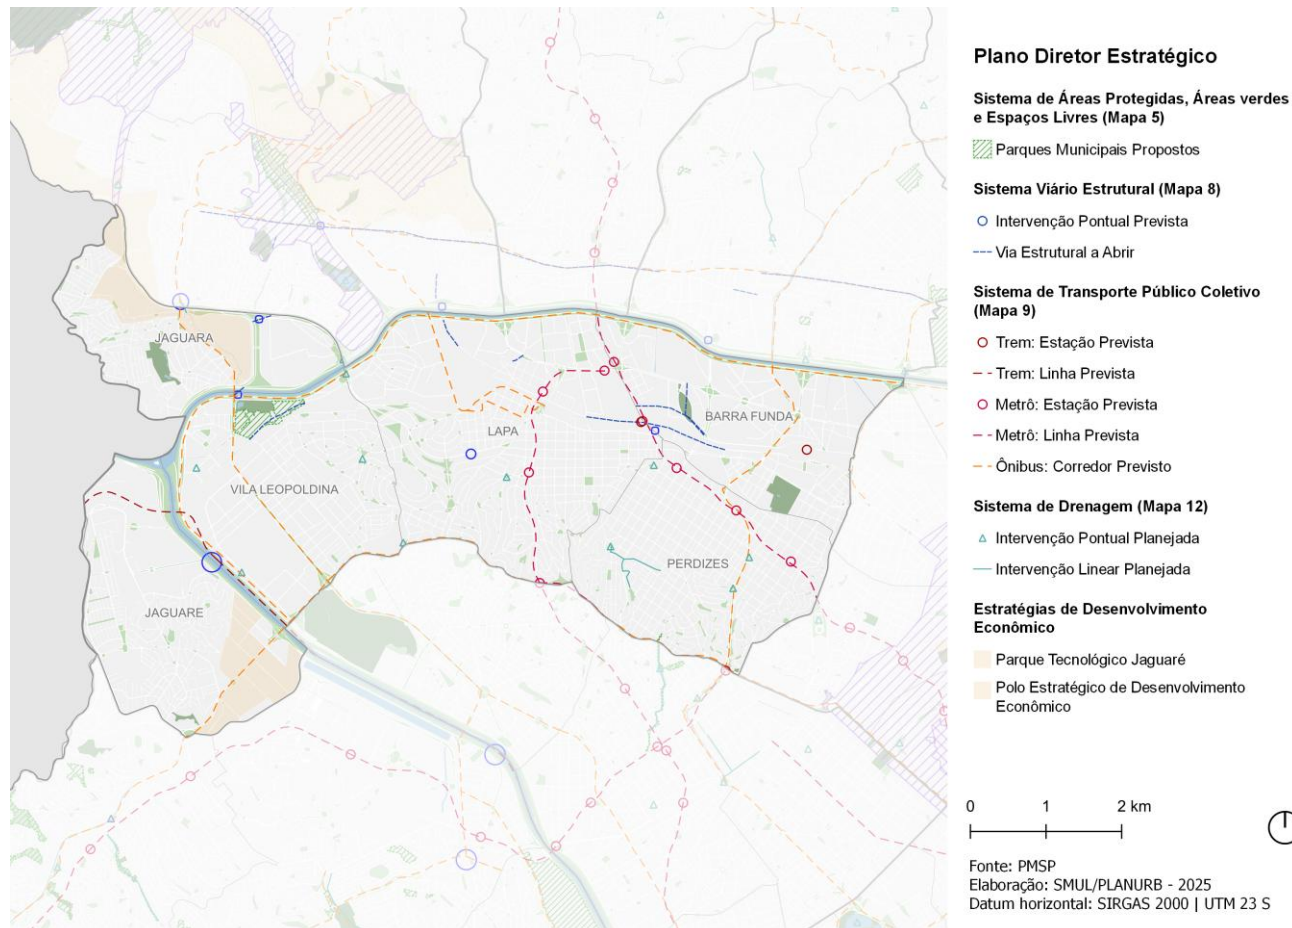 JAGUARA
LAPA
BARRA FUNDA
VILA LEOPOLDINA
PERDIZES
JAGUARE
Plano Diretor Estratégico
Sistema de Áreas Protegidas, Áreas verdes
e Espaços Livres (Mapa 5)
Parques Municipais Propostos
Sistema Viário Estrutural (Mapa 8)
Intervenção Pontual Prevista
Via Estrutural a Abrir
Sistema de Transporte Público Coletivo
(Mapa 9)
Trem: Estação Prevista
Trem: Linha Prevista
Metrô: Estação Prevista
Metrô: Linha Prevista
Ônibus: Corredor Previsto
Sistema de Drenagem (Mapa 12)
Intervenção Pontual Planejada
Intervenção Linear Planejada
Estratégias de Desenvolvimento
Econômico
Parque Tecnológico Jaguaré
Polo Estratégico de Desenvolvimento
Econômico
0 1 2 km
Fonte: PMSP
Elaboração: SMUL/PLANURB - 2025
Datum horizontal: SIRGAS 2000 | UTM 23 S